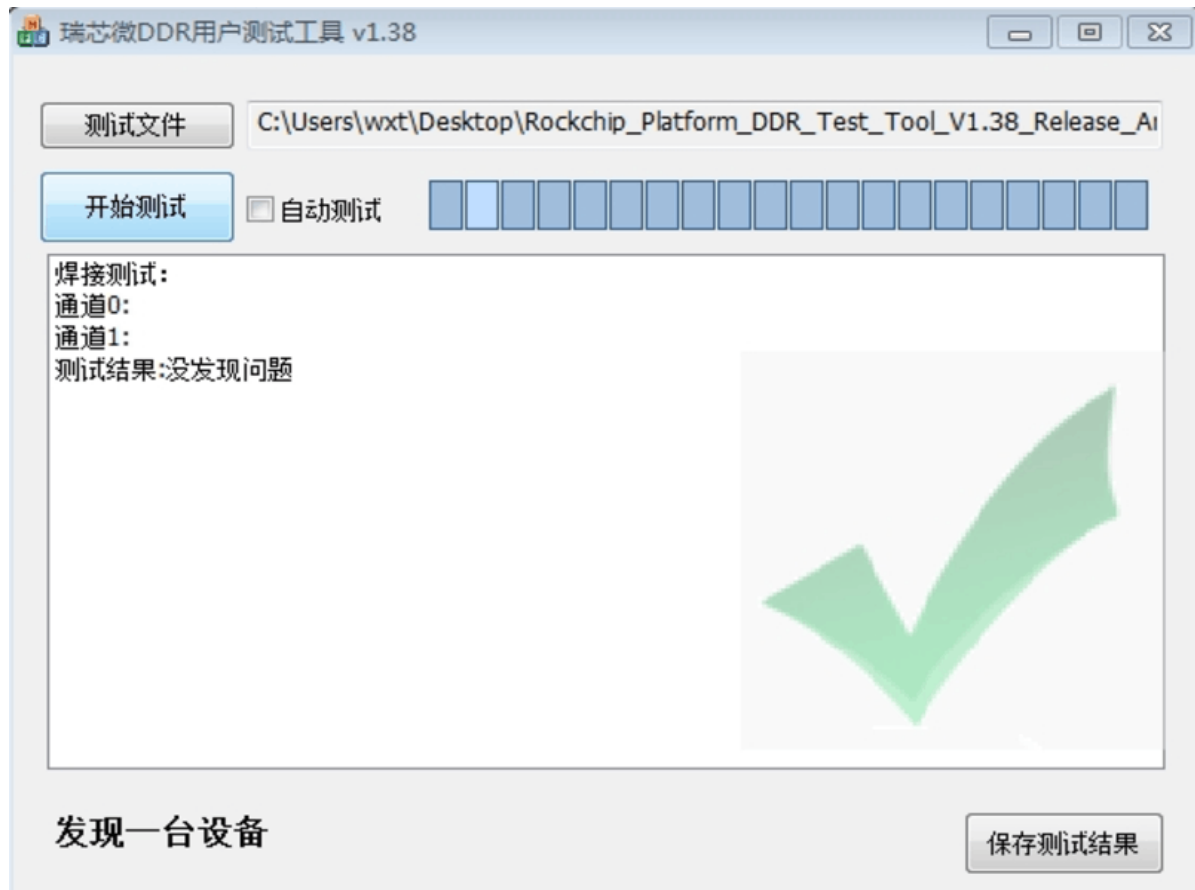 瑞芯微DDR用户测试工具 v1.38
测试文件 C:\Users\wxt\Desktop\Rockchip_Platform_DDR_Test_Tool_V1.38_Release_
开始测试 自动测试
焊接测试:
通道0:
通道1:
测试结果:没发现问题
发现一台设备
保存测试结果